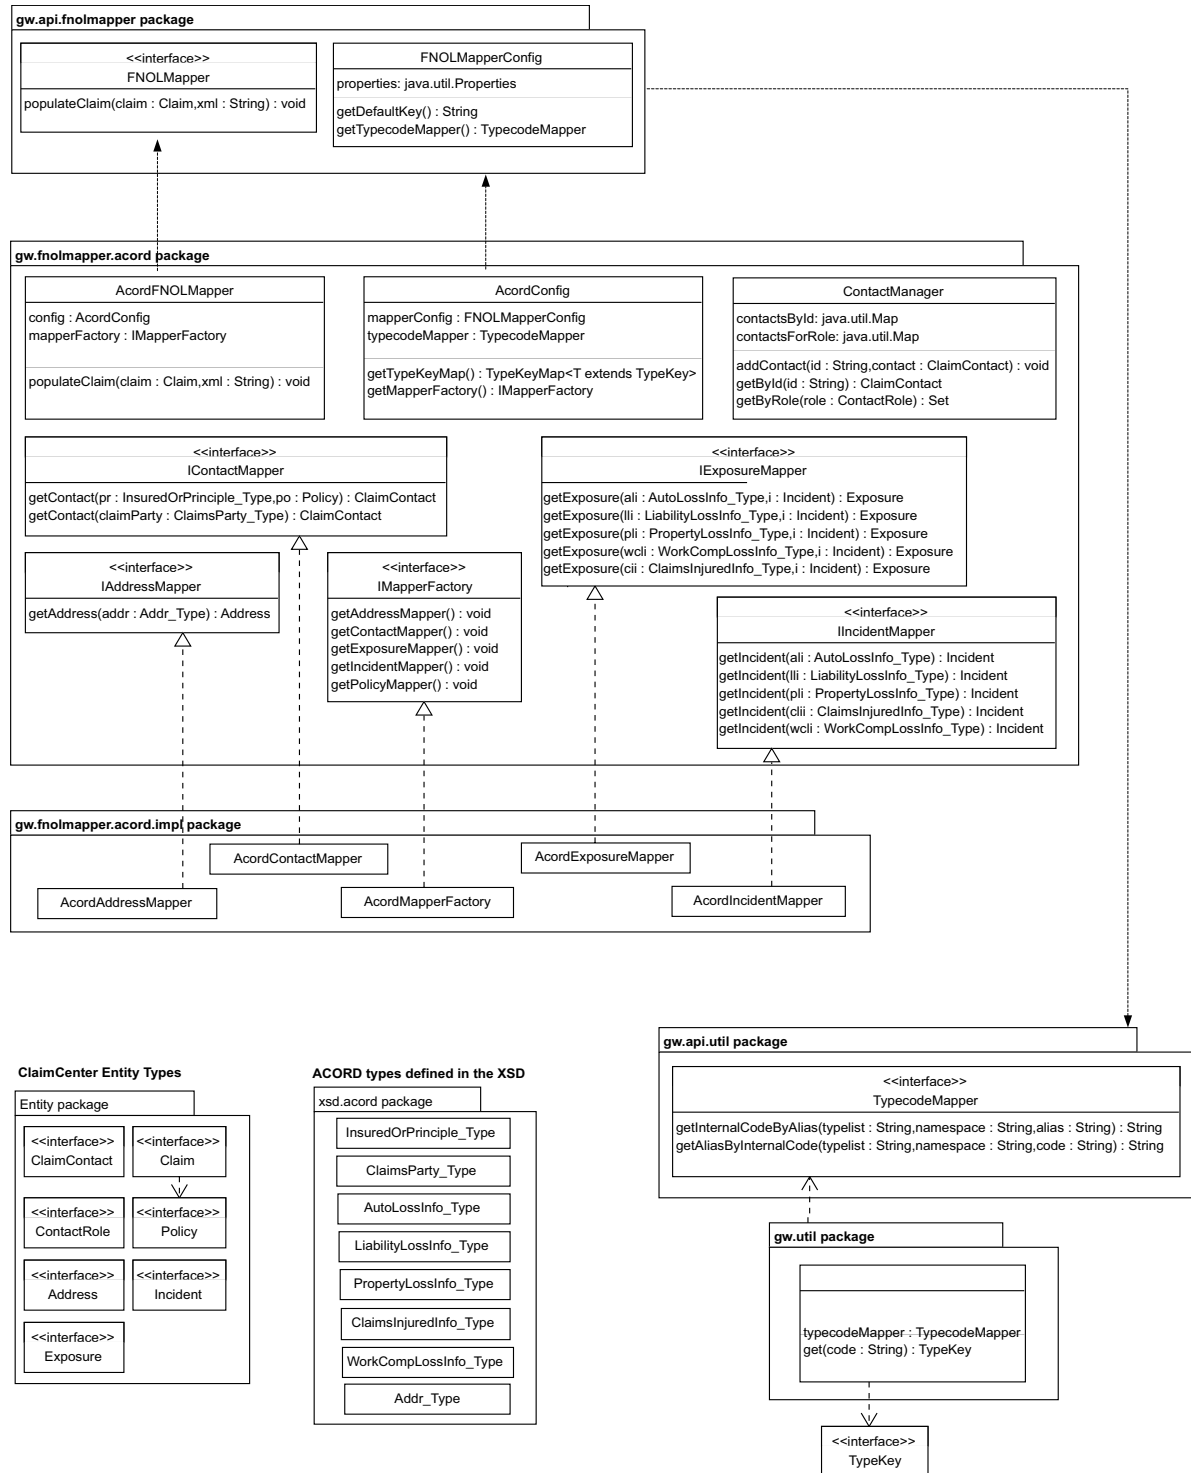 gw.api.fnolmapper package
<<interface>>
FNOLMapper
populateClaim(claim : Claim,xml : String) : void
FNOLMapperConfig
properties: java.util.Properties
getDefaultKey() : String
getTypecodeMapper() : TypecodeMapper
gw.fnolmapper.acord package
AcordFNOLMapper
config : AcordConfig
mapperFactory : IMapperFactory
populateClaim(claim : Claim,xml : String) : void
AcordConfig
mapperConfig : FNOLMapperConfig
typecodeMapper : TypecodeMapper
getTypeKeyMap() : TypeKeyMap<T extends TypeKey>
getMapperFactory() : IMapperFactory
ContactManager
contactsById: java.util.Map
contactsForRole: java.util.Map
addContact(id : String,contact : ClaimContact) : void
getById(id : String) : ClaimContact
getByRole(role : ContactRole) : Set
<<interface>>
IContactMapper
getContact(pr : InsuredOrPrinciple_Type,po : Policy) : ClaimContact
getContact(claimParty : ClaimsParty_Type) : ClaimContact
<<interface>>
IExposureMapper
getExposure(ali : AutoLossInfo_Type,i : Incident) : Exposure
getExposure(lli : LiabilityLossInfo_Type,i : Incident) : Exposure
getExposure(pli : PropertyLossInfo_Type,i : Incident) : Exposure
getExposure(wcli : WorkCompLossInfo_Type,i : Incident) : Exposure
getExposure(cii : ClaimsInjuredInfo_Type,i : Incident) : Exposure
<<interface>>
IAddressMapper
getAddress(addr : Addr_Type) : Address
<<interface>>
IMapperFactory
getAddressMapper() : void
getContactMapper() : void
getExposureMapper() : void
getIncidentMapper() : void
getPolicyMapper() : void
<<interface>>
IIncidentMapper
getIncident(ali : AutoLossInfo_Type) : Incident
getIncident(lli : LiabilityLossInfo_Type) : Incident
getIncident(pli : PropertyLossInfo_Type) : Incident
getIncident(clii : ClaimsInjuredInfo_Type) : Incident
getIncident(wcli : WorkCompLossInfo_Type) : Incident
gw.fnolmapper.acord.impl package
AcordContactMapper
AcordExposureMapper
AcordAddressMapper
AcordMapperFactory
AcordIncidentMapper
ClaimCenter Entity Types
Entity package
<<interface>>
ClaimContact
<<interface>>
Claim
<<interface>>
ContactRole
<<interface>>
Policy
<<interface>>
Address
<<interface>>
Incident
<<interface>>
Exposure
ACORD types defined in the XSD
xsd.acord package
InsuredOrPrinciple_Type
ClaimsParty_Type
AutoLossInfo_Type
LiabilityLossInfo_Type
PropertyLossInfo_Type
ClaimsInjuredInfo_Type
WorkCompLossInfo_Type
Addr_Type
gw.api.util package
<<interface>>
TypecodeMapper
getInternalCodeByAlias(typelist : String,namespace : String,alias : String) : String
getAliasByInternalCode(typelist : String,namespace : String,code : String) : String
gw.util package
typecodeMapper : TypecodeMapper
get(code : String) : TypeKey
<<interface>>
TypeKey